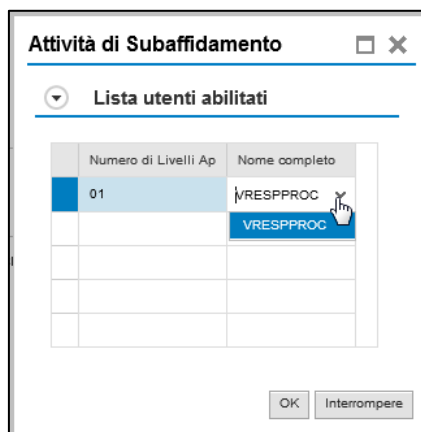 Attività di Subaffidamento
Lista utenti abilitati
Numero di Livelli Ap Nome completo
01 VRESPPROC
VRESPPROC
OK Interrompere